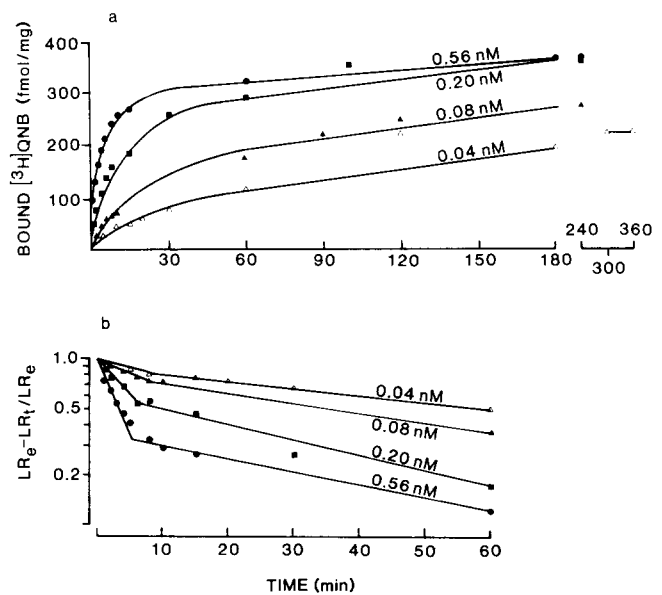 a
BOUND [³H]QNB (fmol/mg)
400
300
200
100
0.56 nM
0.20 nM
0.08 nM
0.04 nM
0 30 60 90 120 150 180 240 360
300
b
LRe-LRt/LRe
1.0
0.5
0.2
0.04 nM
0.08 nM
0.20 nM
0.56 nM
10 20 30 40 50 60
TIME (min)